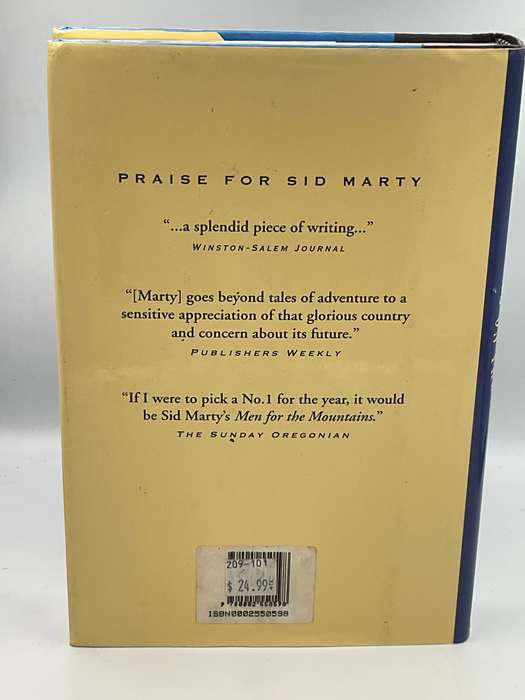 PRAISE FOR SID MARTY
“...a splendid piece of writing...”
WINSTON-SALEM JOURNAL
“[Marty] goes beyond tales of adventure to a
sensitive appreciation of that glorious country
and concern about its future.”
PUBLISHERS WEEKLY
“If I were to pick a No.1 for the year, it would
be Sid Marty’s Men for the Mountains.”
THE SUNDAY OREGONIAN
209-101
$ 24.99
ISBN0002550598